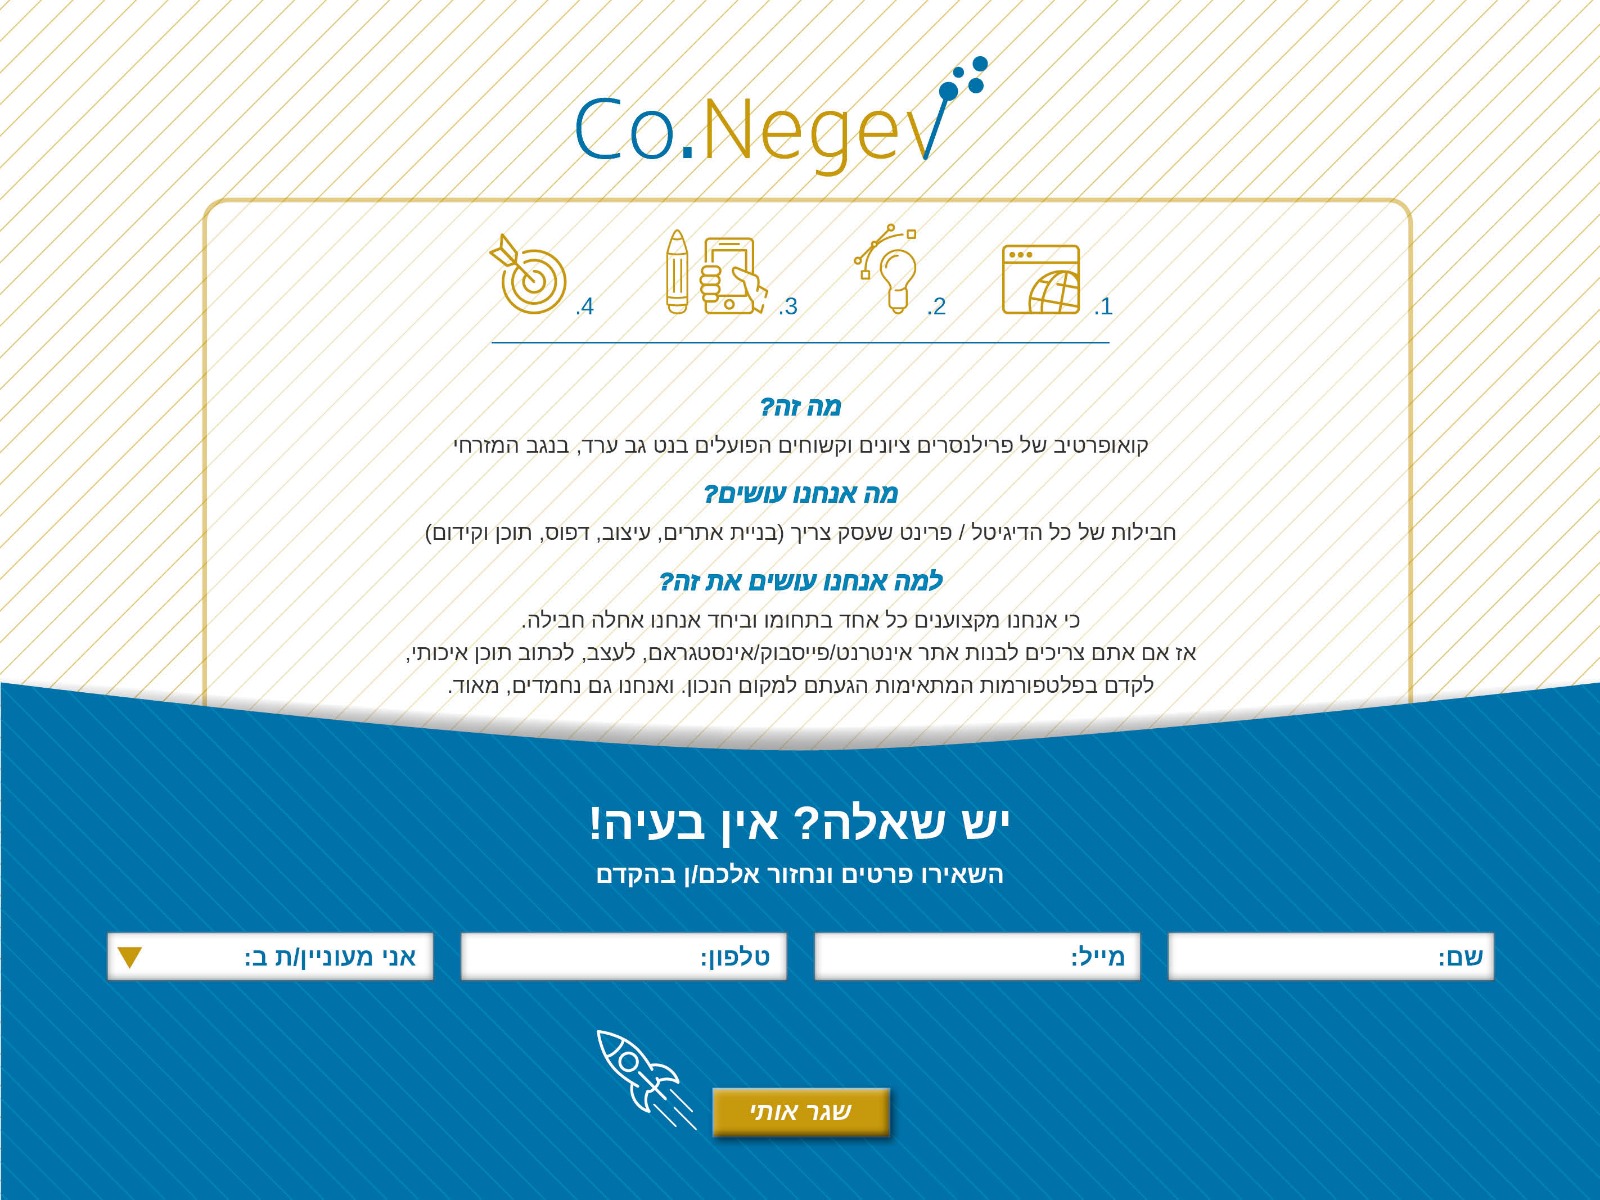 Co.Negev
1.
2.
3.
4.
מה זה?
קואופרטיב של פרילנסרים ציונים וקשוחים הפועלים בנט גב ערד, בנגב המזרחי
מה אנחנו עושים?
חבילות של כל הדיגיטל / פרינט שעסק צריך (בניית אתרים, עיצוב, דפוס, תוכן וקידום)
למה אנחנו עושים את זה?
כי אנחנו מקצוענים כל אחד בתחומו וביחד אנחנו אחלה חבילה.
אז אם אתם צריכים לבנות אתר אינטרנט/פייסבוק/אינסטגראם, לעצב, לכתוב תוכן איכותי,
לקדם בפלטפורמות המתאימות הגעתם למקום הנכון. ואנחנו גם נחמדים, מאוד.
יש שאלה? אין בעיה!
השאירו פרטים ונחזור אלכם/ן בהקדם
שם:
מייל:
טלפון:
אני מעוניין/ת ב:
שגר אותי